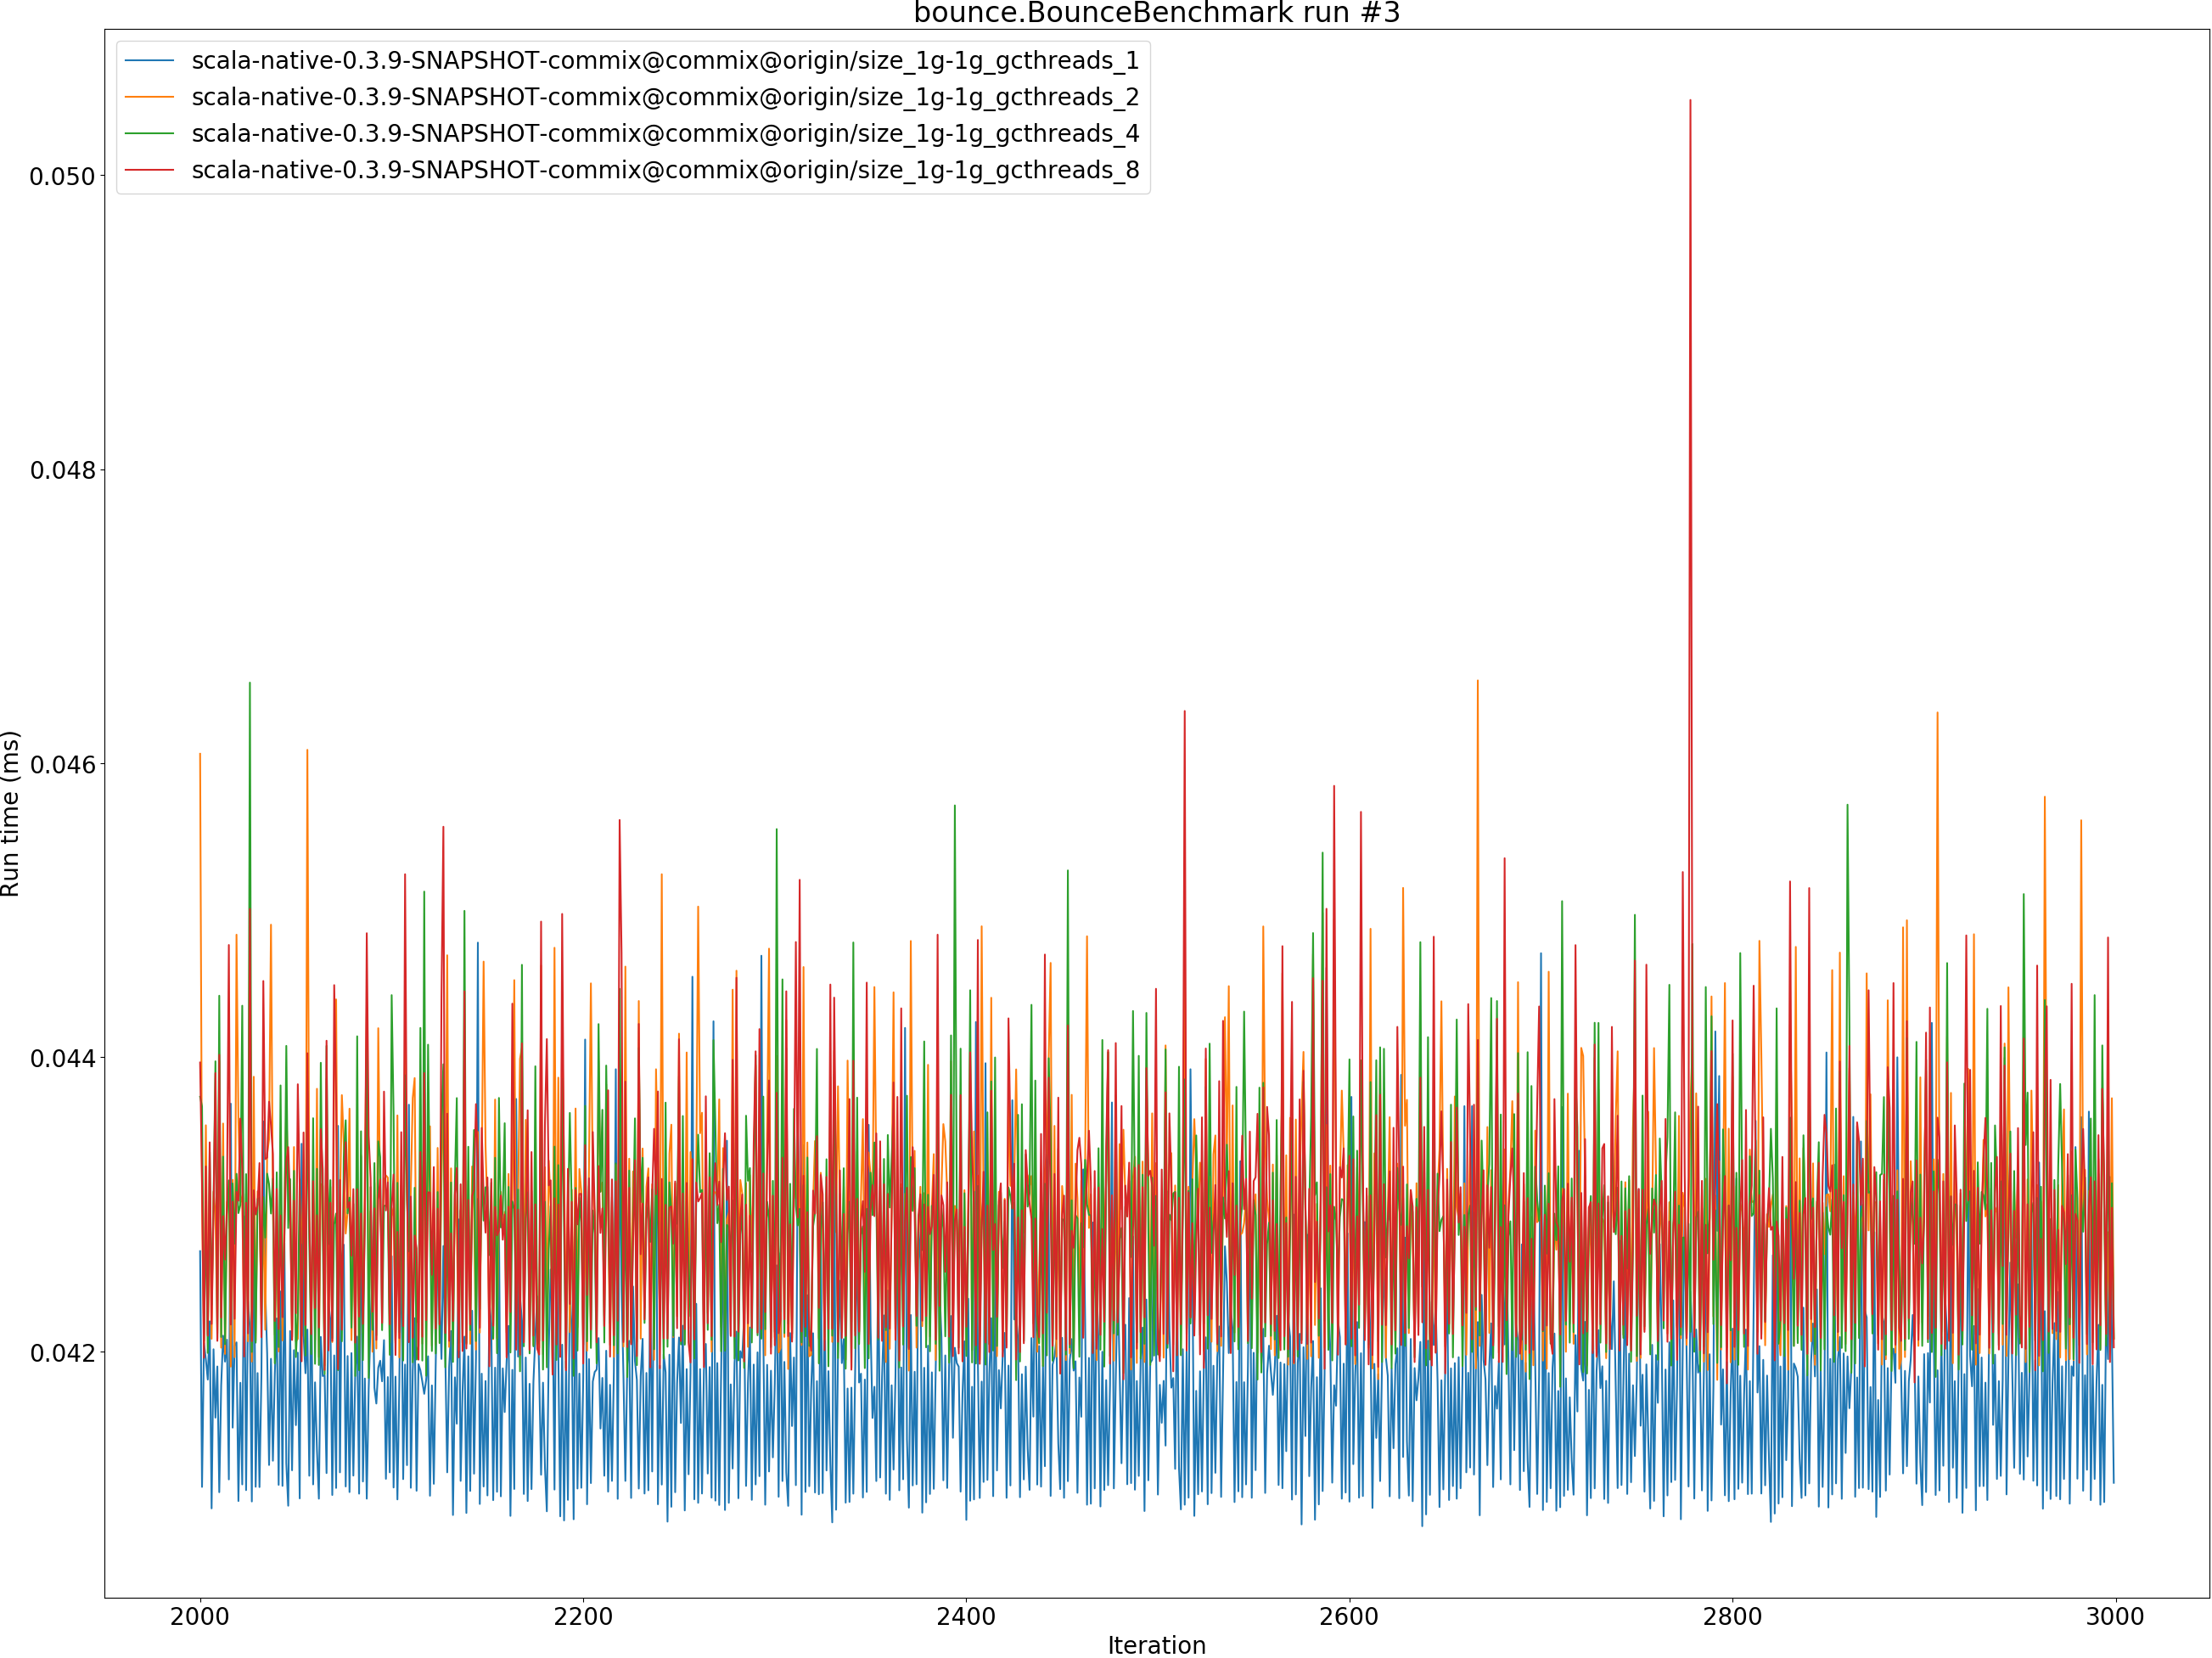 bounce.BounceBenchmark run #3
scala-native-0.3.9-SNAPSHOT-commix@commix@origin/size_1g-1g_gcthreads_1
scala-native-0.3.9-SNAPSHOT-commix@commix@origin/size_1g-1g_gcthreads_2
scala-native-0.3.9-SNAPSHOT-commix@commix@origin/size_1g-1g_gcthreads_4
scala-native-0.3.9-SNAPSHOT-commix@commix@origin/size_1g-1g_gcthreads_8
0.050
0.048
0.046
0.044
0.042
Run time (ms)
2000 2200 2400 2600 2800 3000
Iteration